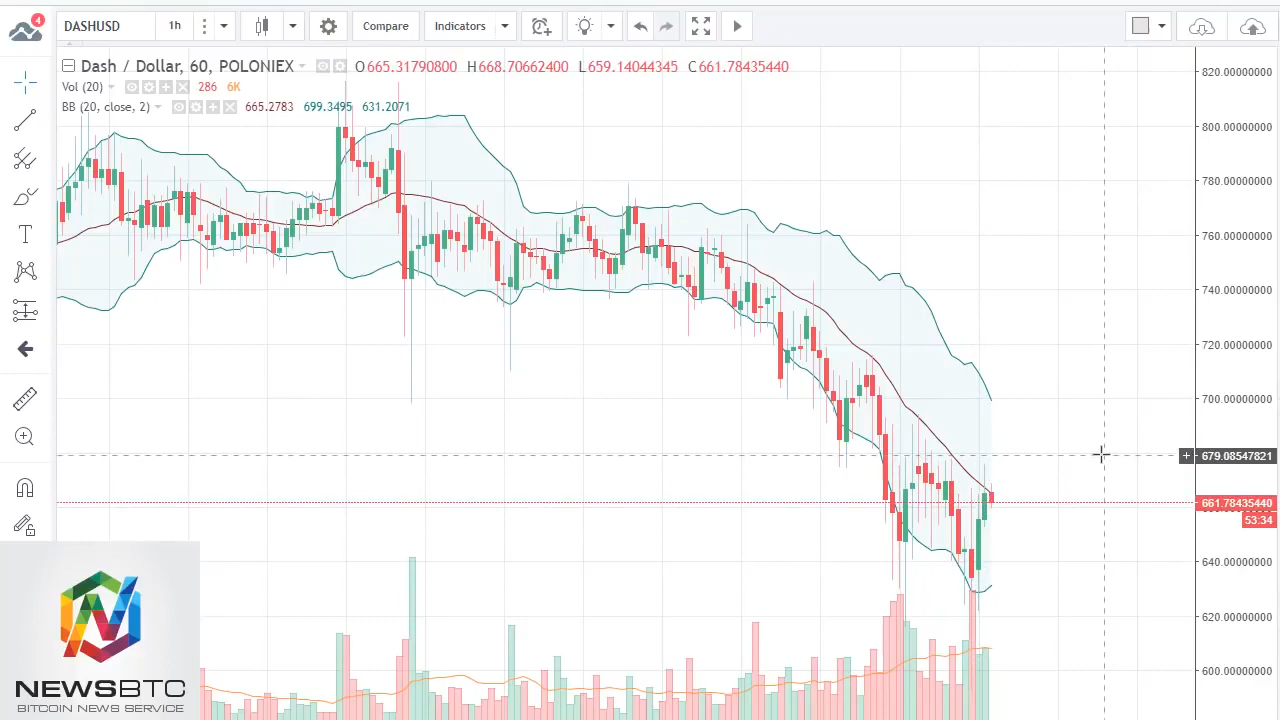 4
DASHUSD 1h Compare Indicators
Dash / Dollar, 60, POLONIEX O665.31790800 H668.70662400 L659.14044345 C661.78435440
Vol (20) 286 6K
BB (20, close, 2) 665.2783 699.3495 631.2071
820.00000000
800.00000000
780.00000000
760.00000000
740.00000000
720.00000000
700.00000000
679.08547821
661.78435440
53:34
640.00000000
620.00000000
600.00000000
T
NEWSBTC
BITCOIN NEWS SERVICE